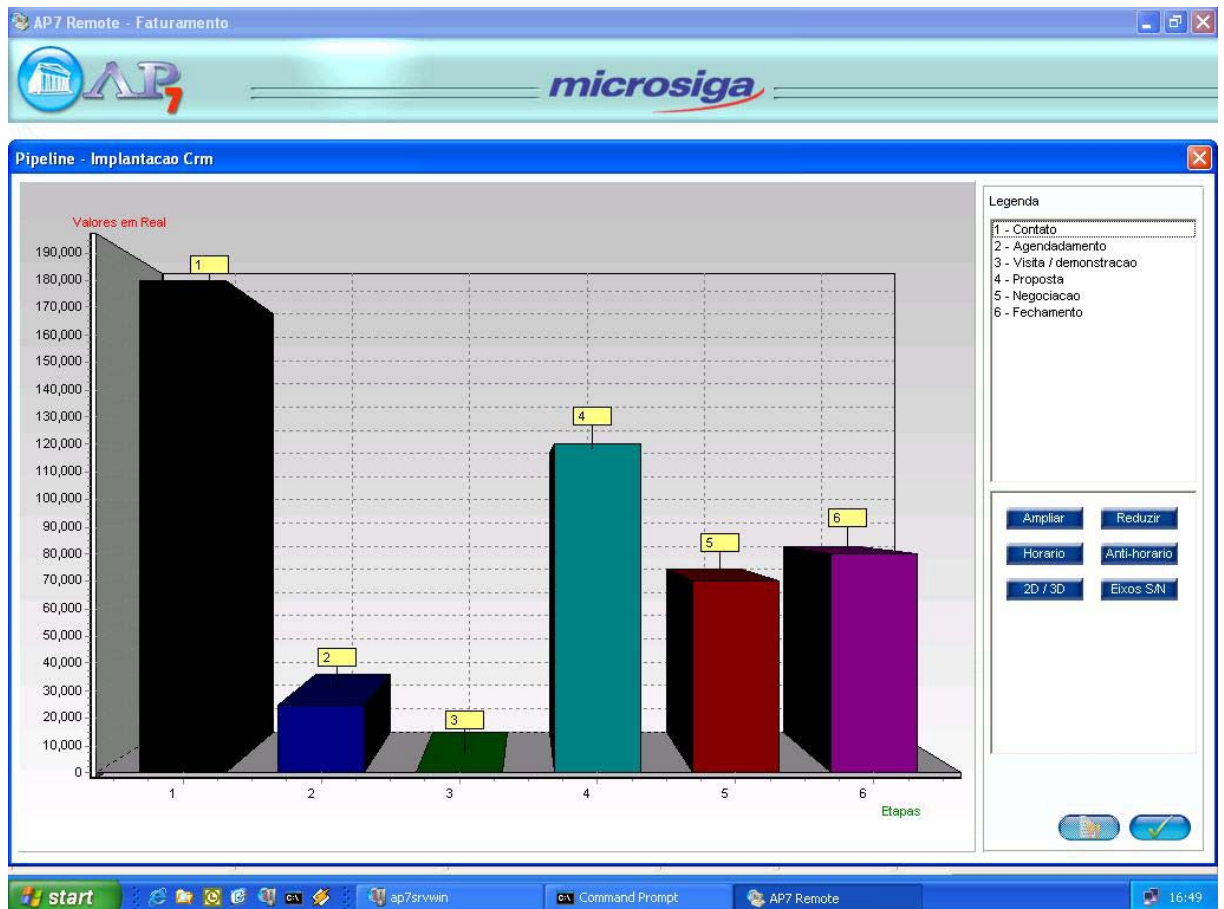 AP7 Remote - Faturamento
AP7
microsiga
Pipeline - Implantacao Crm
Valores em Real
190,000
180,000
170,000
160,000
150,000
140,000
130,000
120,000
110,000
100,000
90,000
80,000
70,000
60,000
50,000
40,000
30,000
20,000
10,000
0
1
2
3
4
5
6
1 2 3 4 5 6
Etapas
Legenda
1 - Contato
2 - Agendadamento
3 - Visita / demonstracao
4 - Proposta
5 - Negociacao
6 - Fechamento
Ampliar Reduzir
Horario Anti-horario
2D / 3D Eixos S/N
start ap7srvwin Command Prompt AP7 Remote 16:49